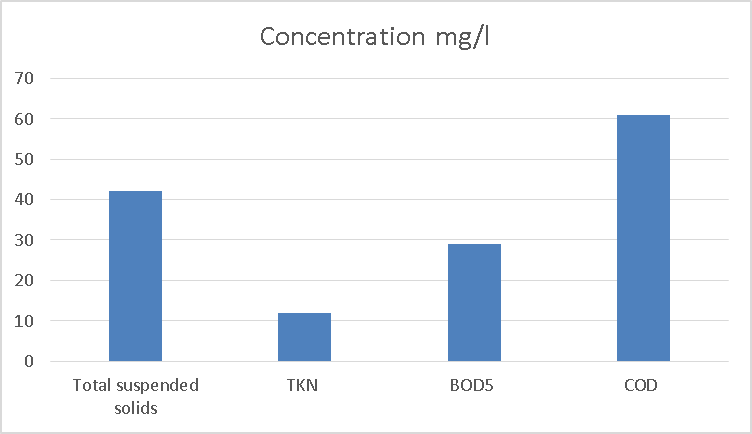 Concentration mg/l
70
60
50
40
30
20
10
0
Total suspended
solids
TKN
BOD5
COD